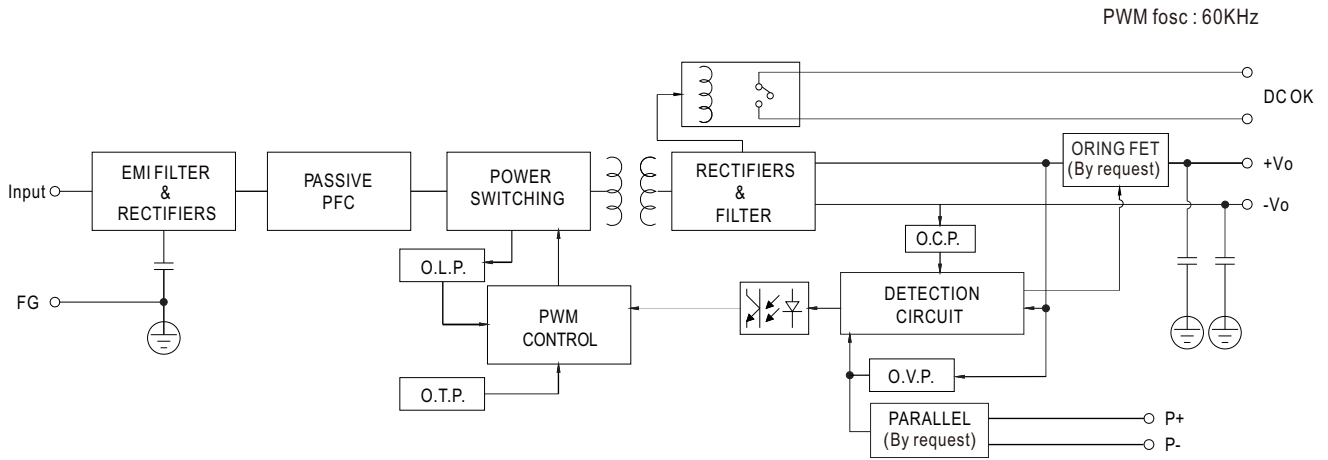 PWM fosc : 60KHz
DC OK
ORING FET
(By request)
+Vo
-Vo
Input
EMI FILTER
&
RECTIFIERS
PASSIVE
PFC
POWER
SWITCHING
RECTIFIERS
&
FILTER
O.C.P.
O.L.P.
FG
PWM
CONTROL
DETECTION
CIRCUIT
O.V.P.
O.T.P.
PARALLEL
(By request)
P+
P-